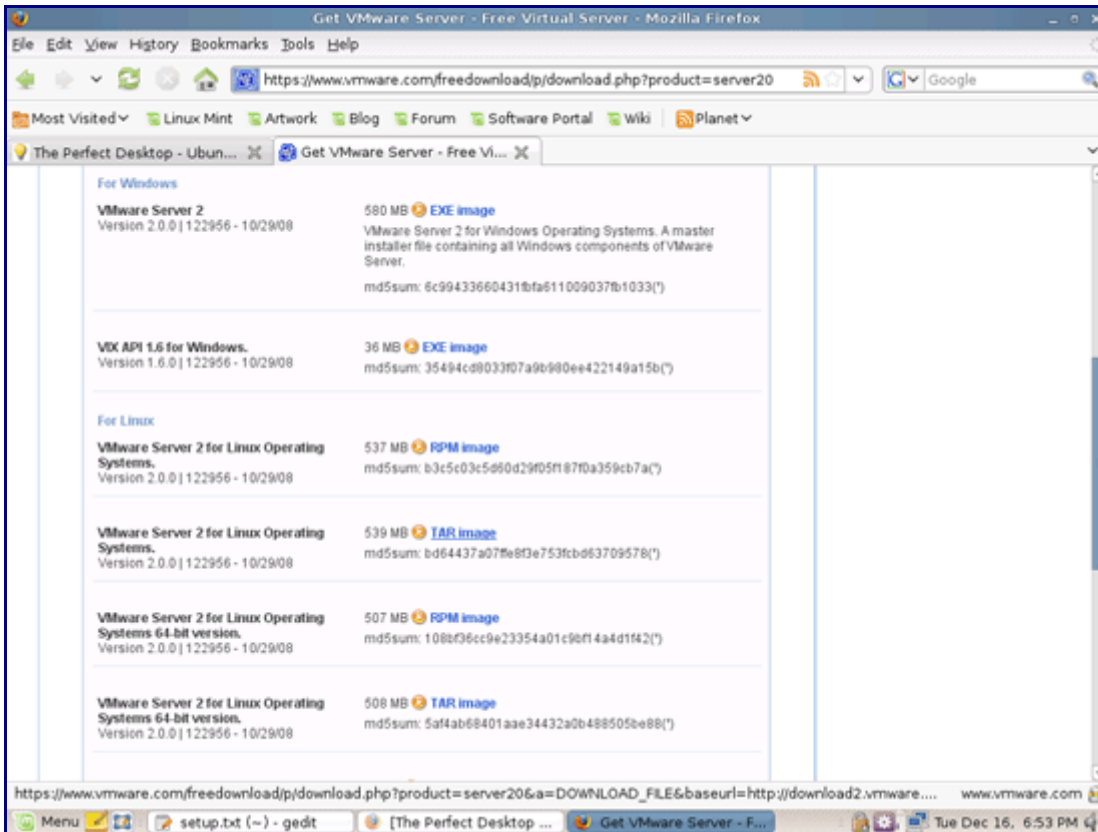 Get VMware Server - Free Virtual Server - Mozilla Firefox
File Edit View History Bookmarks Tools Help
https://www.vmware.com/freedownload/p/download.php?product=server20 G Google
Most Visited Linux Mint Artwork Blog Forum Software Portal Wiki Planet
The Perfect Desktop - Ubun... Get VMware Server - Free Vi...
For Windows
VMware Server 2 580 MB EXE image
Version 2.0.0 | 122956 - 10/29/08
VMware Server 2 for Windows Operating Systems. A master
installer file containing all Windows components of VMware
Server.
md5sum: 6c99433660431fbfa611009037fb1033(*)
VIX API 1.6 for Windows. 36 MB EXE image
Version 1.6.0 | 122956 - 10/29/08 md5sum: 35494cd8033f07a9b980ee422149a15b(*)
For Linux
VMware Server 2 for Linux Operating 537 MB RPM image
Systems. md5sum: b3c5c03c5d60d29f05f187f0a359cb7a(*)
Version 2.0.0 | 122956 - 10/29/08
VMware Server 2 for Linux Operating 539 MB TAR image
Systems. md5sum: bd64437a07ffe8f3e753fcbd63709578(*)
Version 2.0.0 | 122956 - 10/29/08
VMware Server 2 for Linux Operating 507 MB RPM image
Systems 64-bit version. md5sum: 108bf36cc9e23354a01c9bf14a4d1f42(*)
Version 2.0.0 | 122956 - 10/29/08
VMware Server 2 for Linux Operating 508 MB TAR image
Systems 64-bit version. md5sum: 5af4ab68401aae34432a0b488505be88(*)
Version 2.0.0 | 122956 - 10/29/08
https://www.vmware.com/freedownload/p/download.php?product=server20&a=DOWNLOAD_FILE&baseurl=http://download2.vmware.... www.vmware.com
Menu setup.txt (~) - gedit [The Perfect Desktop ... Get VMware Server - F... Tue Dec 16, 6:53 PM